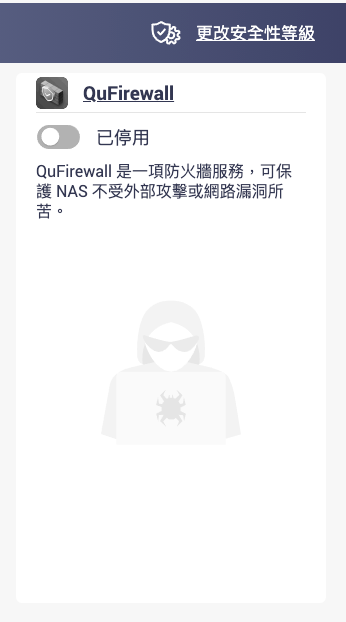 更改安全性等級
QuFirewall
已停用
QuFirewall 是一項防火牆服務，可保
護 NAS 不受外部攻擊或網路漏洞所
苦。